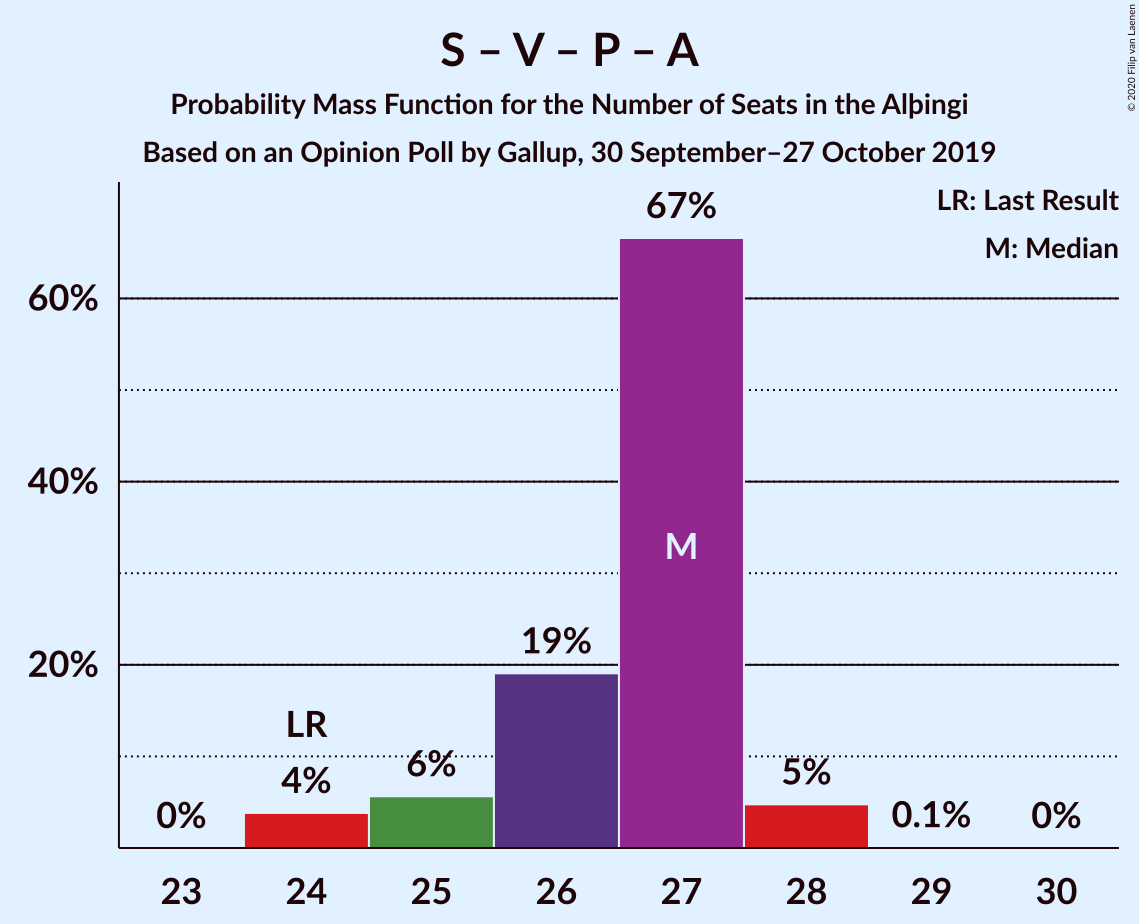 S – V – P – A
Probability Mass Function for the Number of Seats in the Alþingi
Based on an Opinion Poll by Gallup, 30 September–27 October 2019
© 2020 Filip van Laenen
LR: Last Result
M: Median
60%
40%
20%
0%
LR
4%
6%
19%
67%
M
5%
0.1%
0%
23 24 25 26 27 28 29 30